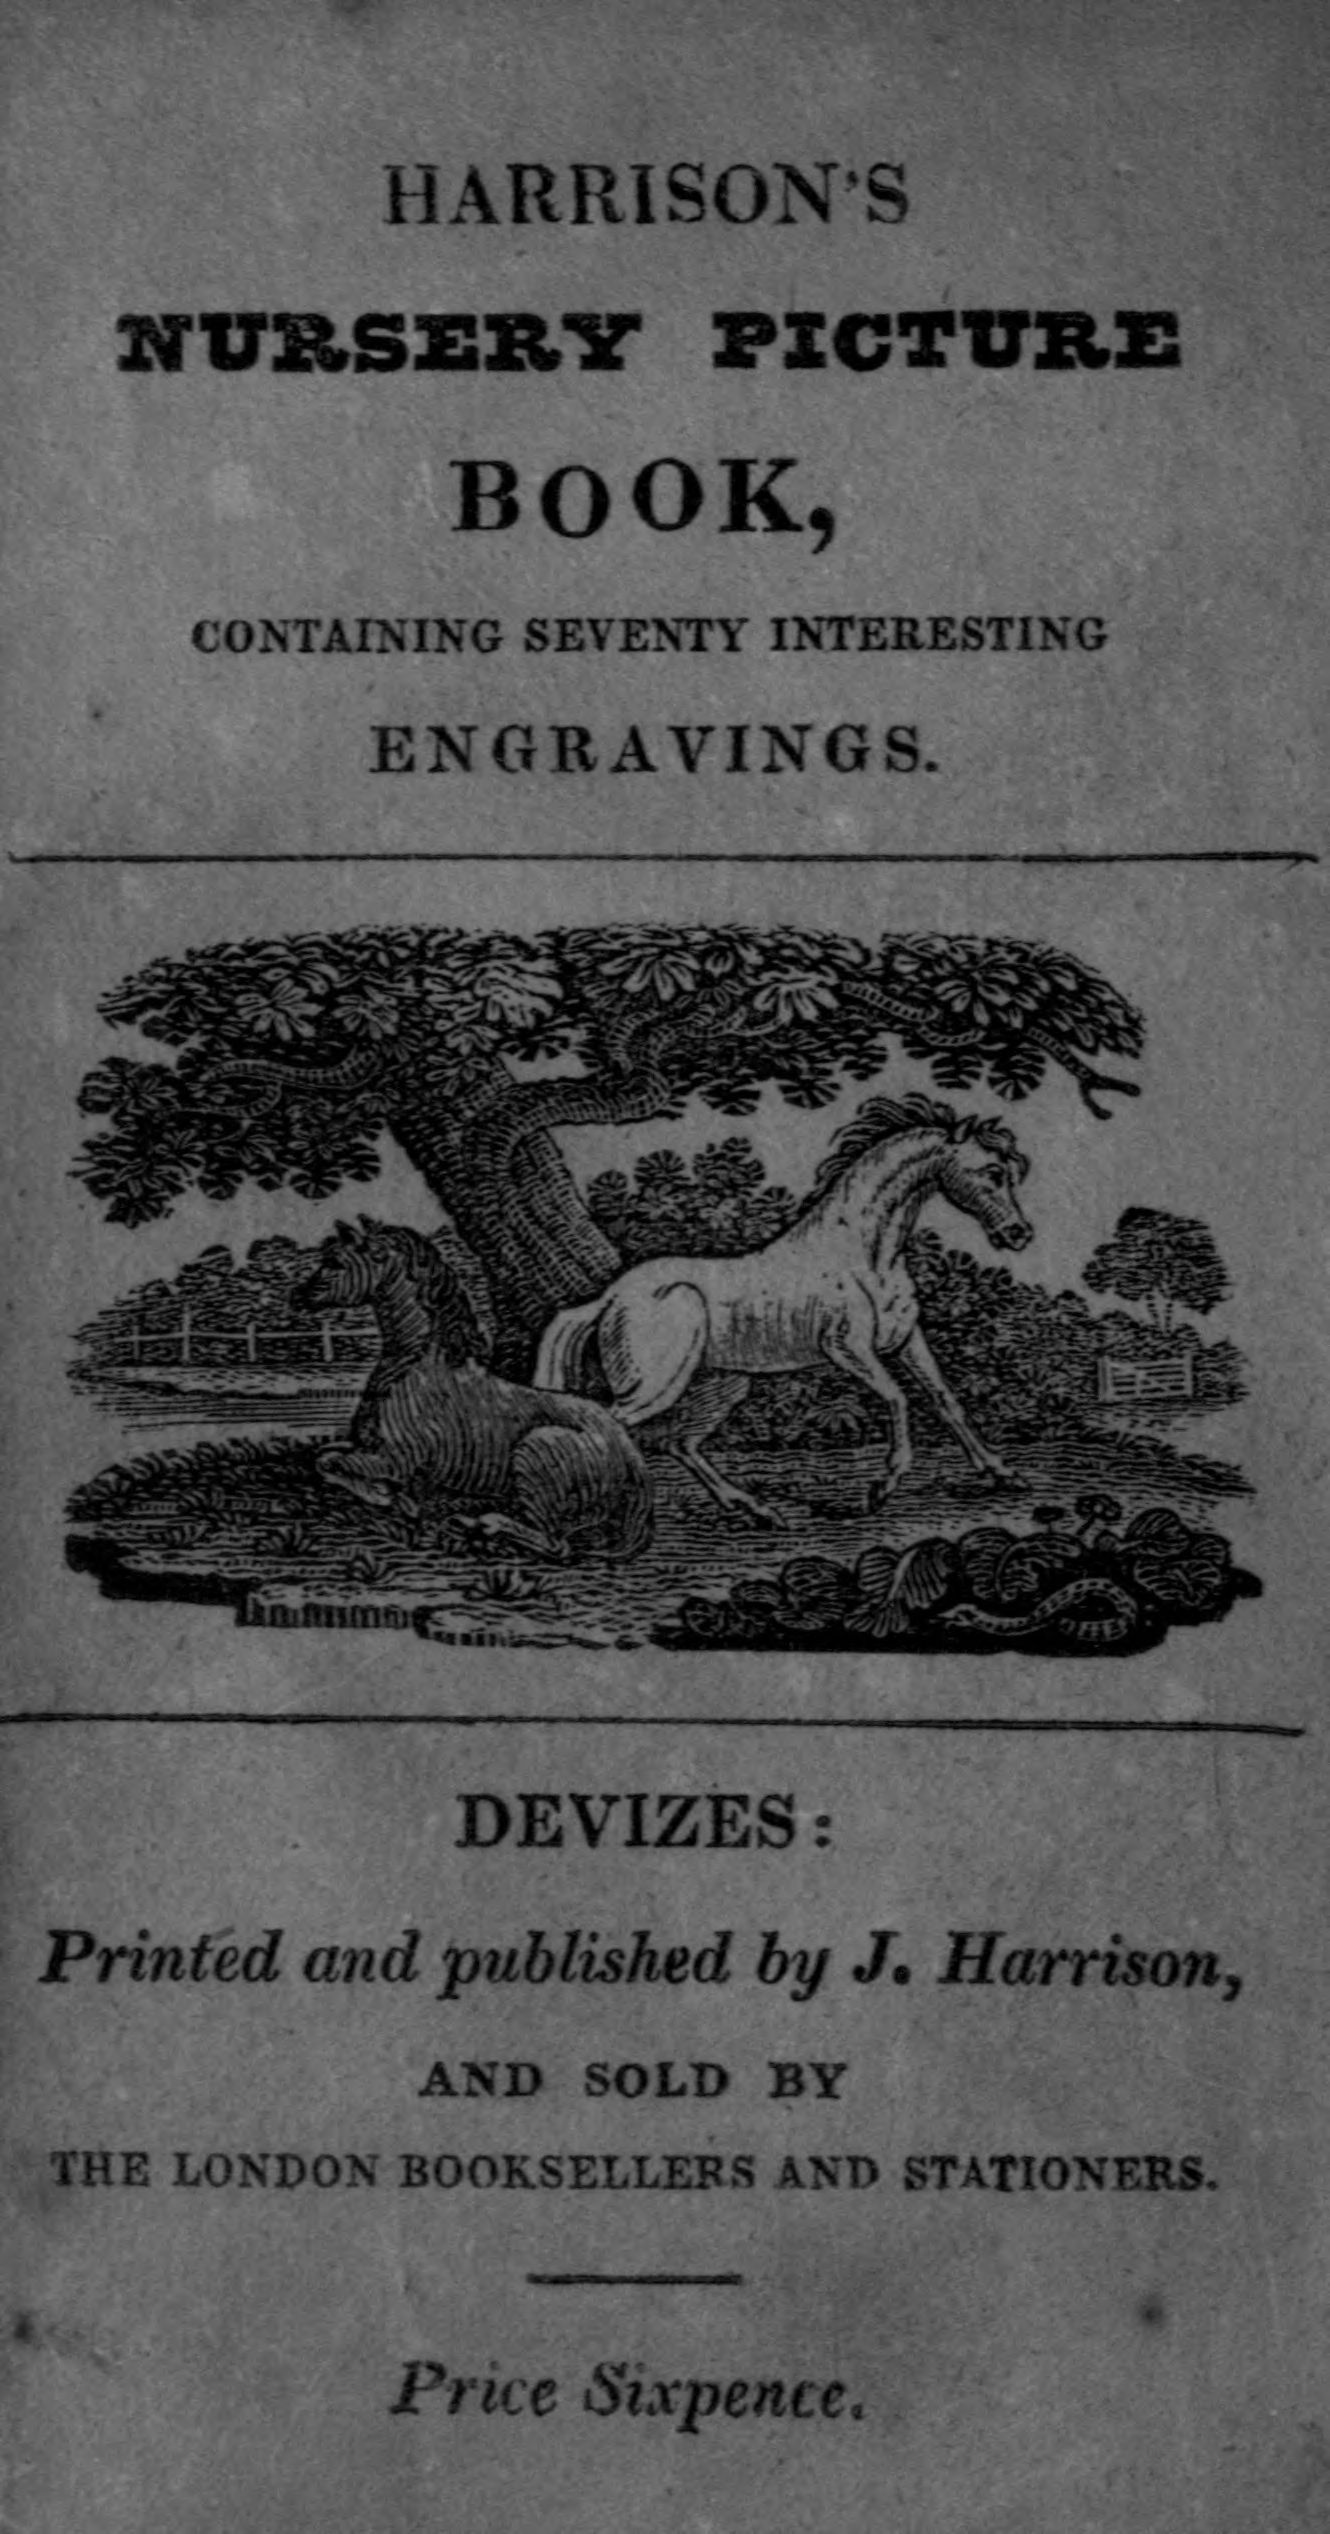 HARRISON'S
NURSERY PICTURE
BOOK,
CONTAINING SEVENTY INTERESTING
ENGRAVINGS.
DEVIZES:
Printed and published by J. Harrison,
AND SOLD BY
THE LONDON BOOKSELLERS AND STATIONERS.
Price Sixpence.